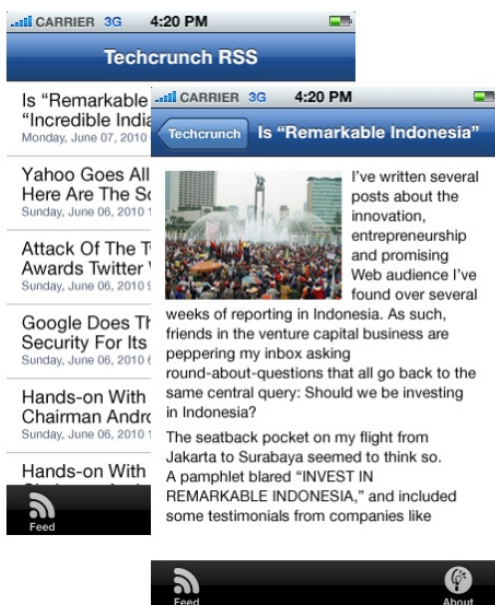 CARRIER 3G 4:20 PM
Techcrunch RSS
Is “Remarkable
“Incredible India
Monday, June 07, 2010
Yahoo Goes All
Here Are The
Sunday, June 06, 2010
Attack Of The
Awards Twitter
Sunday, June 06, 2010
Google Does
Security For Its
Sunday, June 06, 2010
Hands-on With
Chairman
Sunday, June 06, 2010
Hands-on With
Feed
CARRIER 3G 4:20 PM
Techcrunch Is “Remarkable Indonesia”
I’ve written several
posts about the
innovation,
entrepreneurship
and promising
Web audience I’ve
found over several
weeks of reporting in Indonesia. As such,
friends in the venture capital business are
peppering my inbox asking
round-about-questions that all go back to the
same central query: Should we be investing
in Indonesia?
The seatback pocket on my flight from
Jakarta to Surabaya seemed to think so.
A pamphlet blared “INVEST IN
REMARKABLE INDONESIA,” and included
some testimonials from companies like
Feed About